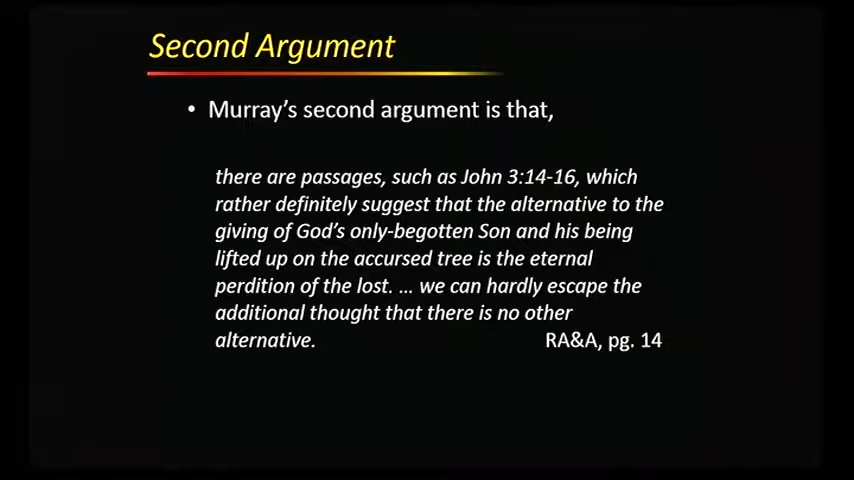 Second Argument
• Murray's second argument is that,
there are passages, such as John 3:14-16, which
rather definitely suggest that the alternative to the
giving of God's only-begotten Son and his being
lifted up on the accursed tree is the eternal
perdition of the lost. ... we can hardly escape the
additional thought that there is no other
alternative. RA&A, pg. 14